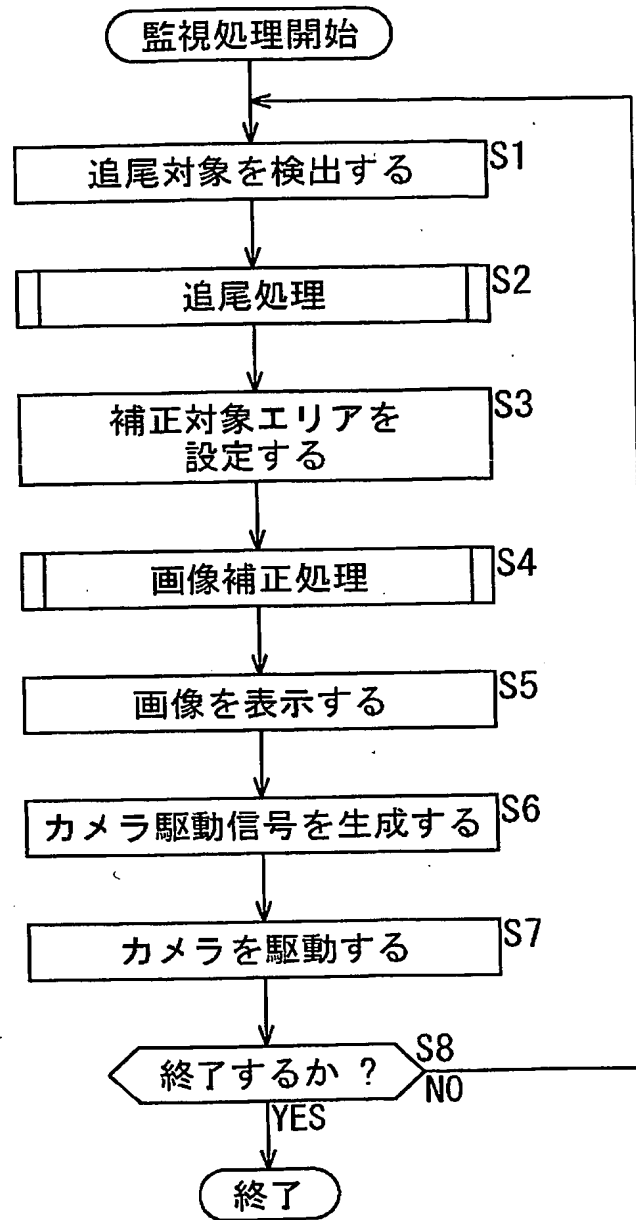 監視処理開始
追尾対象を検出する
S1
追尾処理
S2
補正対象エリアを
設定する
S3
画像補正処理
S4
画像を表示する
S5
カメラ駆動信号を生成する
S6
カメラを駆動する
S7
終了するか ?
S8
NO
YES
終了